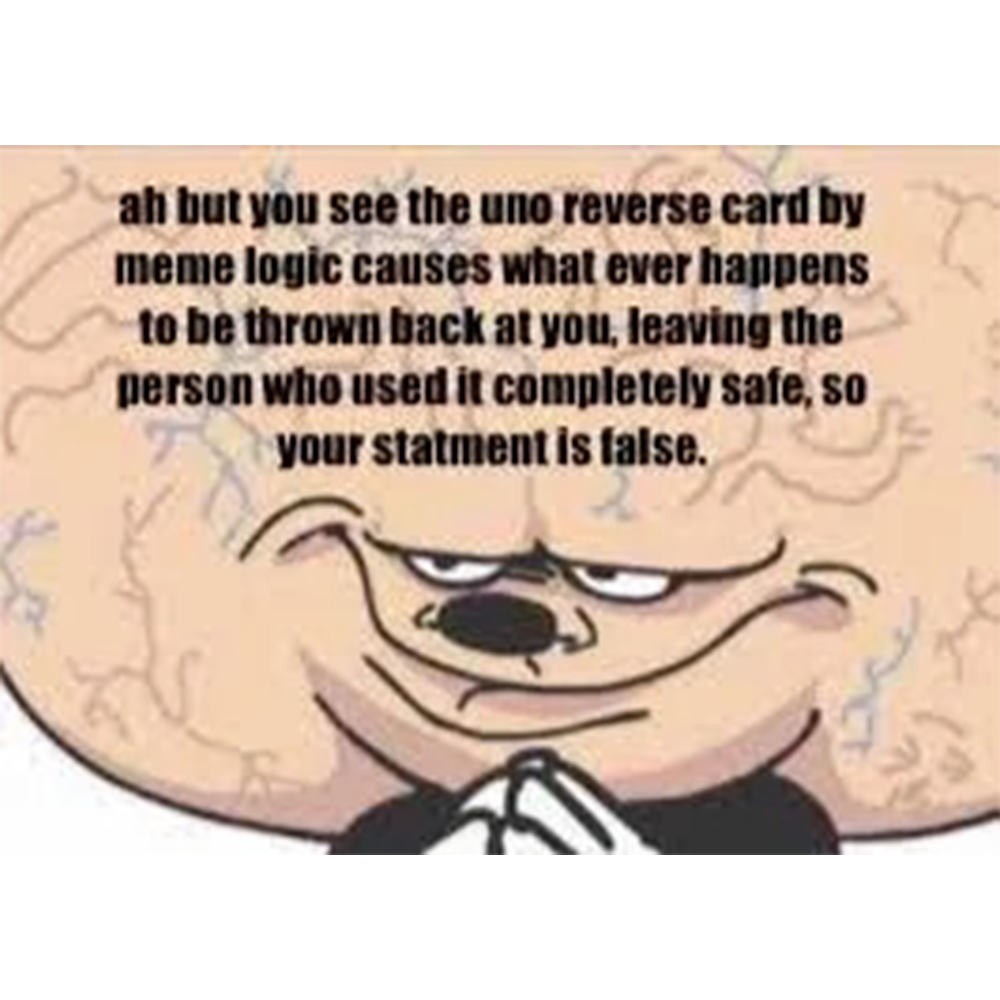 ah but you see the uno reverse card by
meme logic causes what ever happens
to be thrown back at you, leaving the
person who used it completely safe, so
your statment is false.